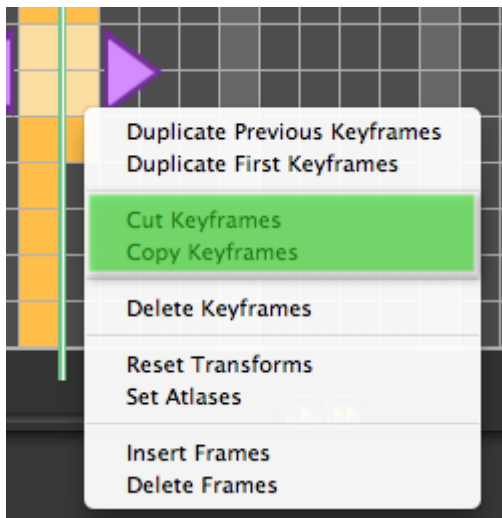 Duplicate Previous Keyframes
Duplicate First Keyframes
Cut Keyframes
Copy Keyframes
Delete Keyframes
Reset Transforms
Set Atlases
Insert Frames
Delete Frames